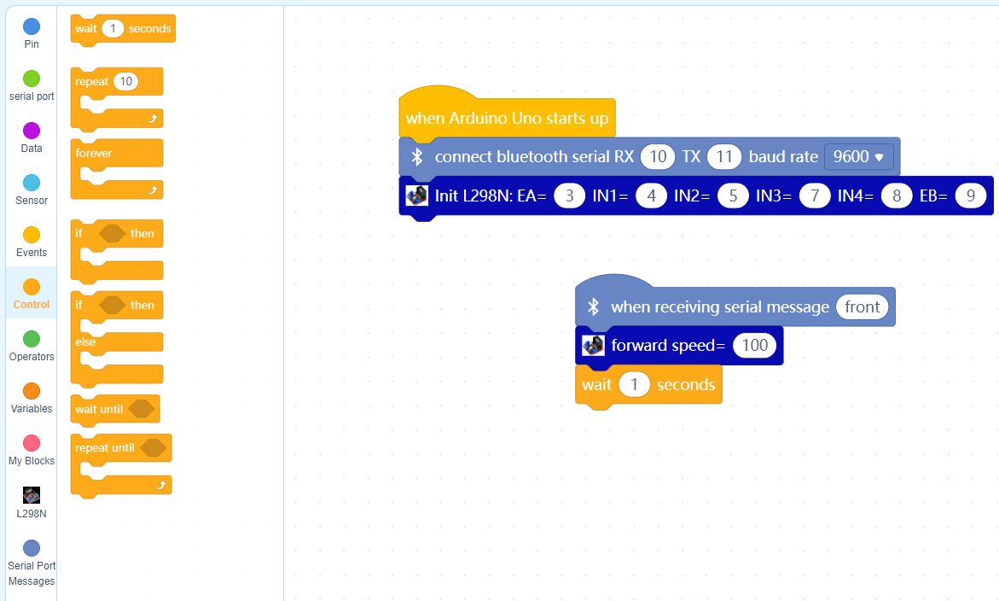 Pin
serial port
Data
Sensor
Events
Control
Operators
Variables
My Blocks
L298N
Serial Port
Messages
wait 1 seconds
repeat 10
forever
if then
if then
else
wait until
repeat until
when Arduino Uno starts up
connect bluetooth serial RX 10 TX 11 baud rate 9600
Init L298N: EA= 3 IN1= 4 IN2= 5 IN3= 7 IN4= 8 EB= 9
when receiving serial message front
forward speed= 100
wait 1 seconds